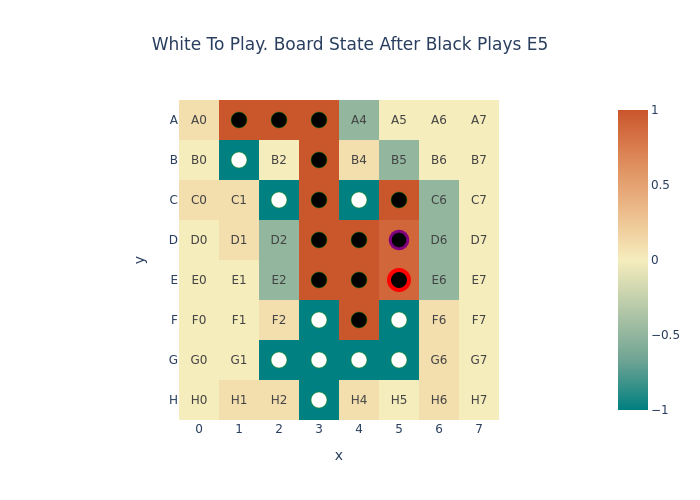 White To Play. Board State After Black Plays E5
A A0 A4 A5 A6 A7
B B0 B2 B4 B5 B6 B7
C C0 C1 C6 C7
D D0 D1 D2 D6 D7
E E0 E1 E2 E6 E7
F F0 F1 F2 F6 F7
G G0 G1 G6 G7
H H0 H1 H2 H4 H5 H6 H7
0 1 2 3 4 5 6 7
x
y
1
0.5
0
−0.5
−1